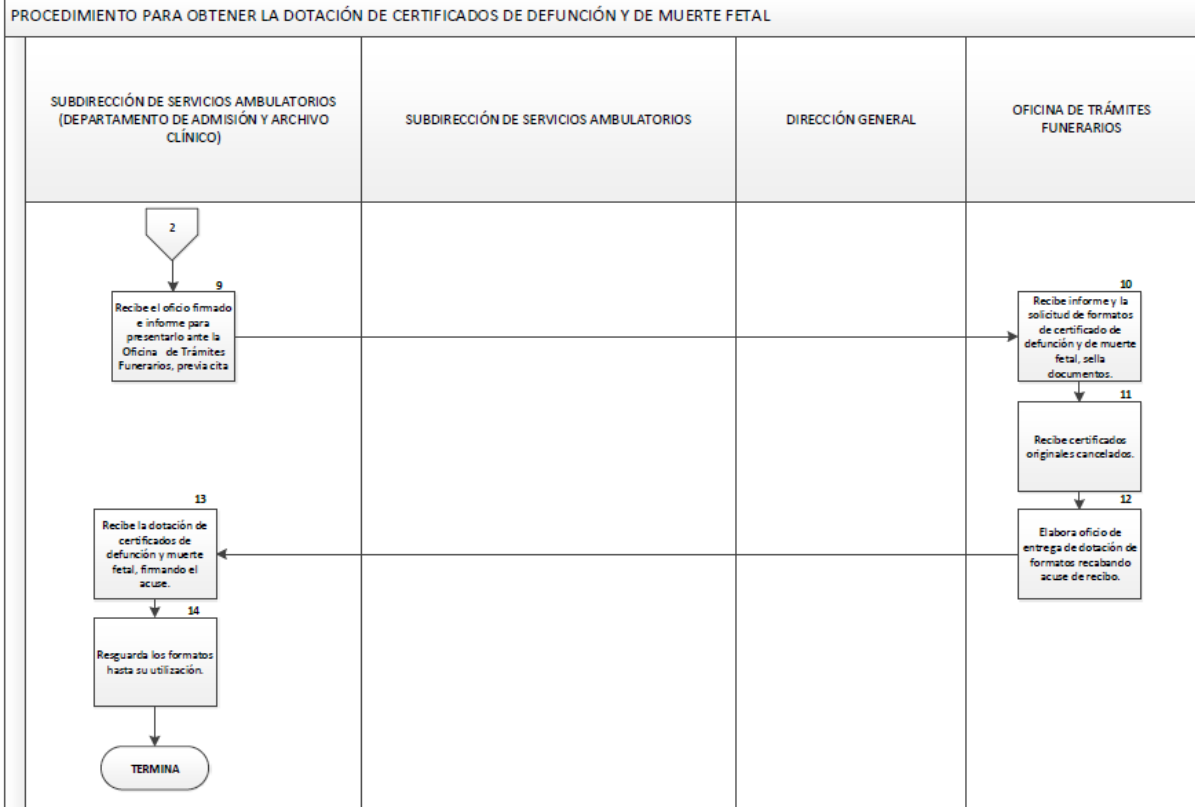 PROCEDIMIENTO PARA OBTENER LA DOTACIÓN DE CERTIFICADOS DE DEFUNCIÓN Y DE MUERTE FETAL
SUBDIRECCIÓN DE SERVICIOS AMBULATORIOS
(DEPARTAMENTO DE ADMISIÓN Y ARCHIVO
CLÍNICO)
SUBDIRECCIÓN DE SERVICIOS AMBULATORIOS
DIRECCIÓN GENERAL
OFICINA DE TRÁMITES
FUNERARIOS
2
9
Recibe el oficio firmado
e informe para
presentarlo ante la
Oficina de Trámites
Funerarios, previa cita
10
Recibe informe y la
solicitud de formatos
de certificado de
defunción y de muerte
fetal, sella
documentos.
11
Recibe certificados
originales cancelados.
12
Elabora oficio de
entrega de dotación de
formatos recabando
acuse de recibo.
13
Recibe la dotación de
certificados de
defunción y muerte
fetal, firmando el
acuse.
14
Resguarda los formatos
hasta su utilización.
TERMINA